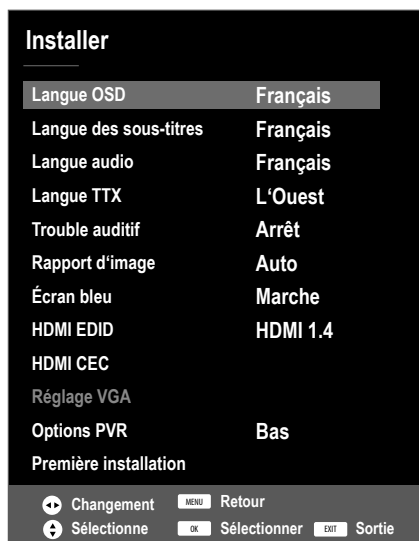 Installer
Langue OSD Français
Langue des sous-titres Français
Langue audio Français
Langue TTX L‘Ouest
Trouble auditif Arrêt
Rapport d‘image Auto
Écran bleu Marche
HDMI EDID HDMI 1.4
HDMI CEC
Réglage VGA
Options PVR Bas
Première installation
Changement MENU Retour
Sélectionne OK Sélectionner EXIT Sortie